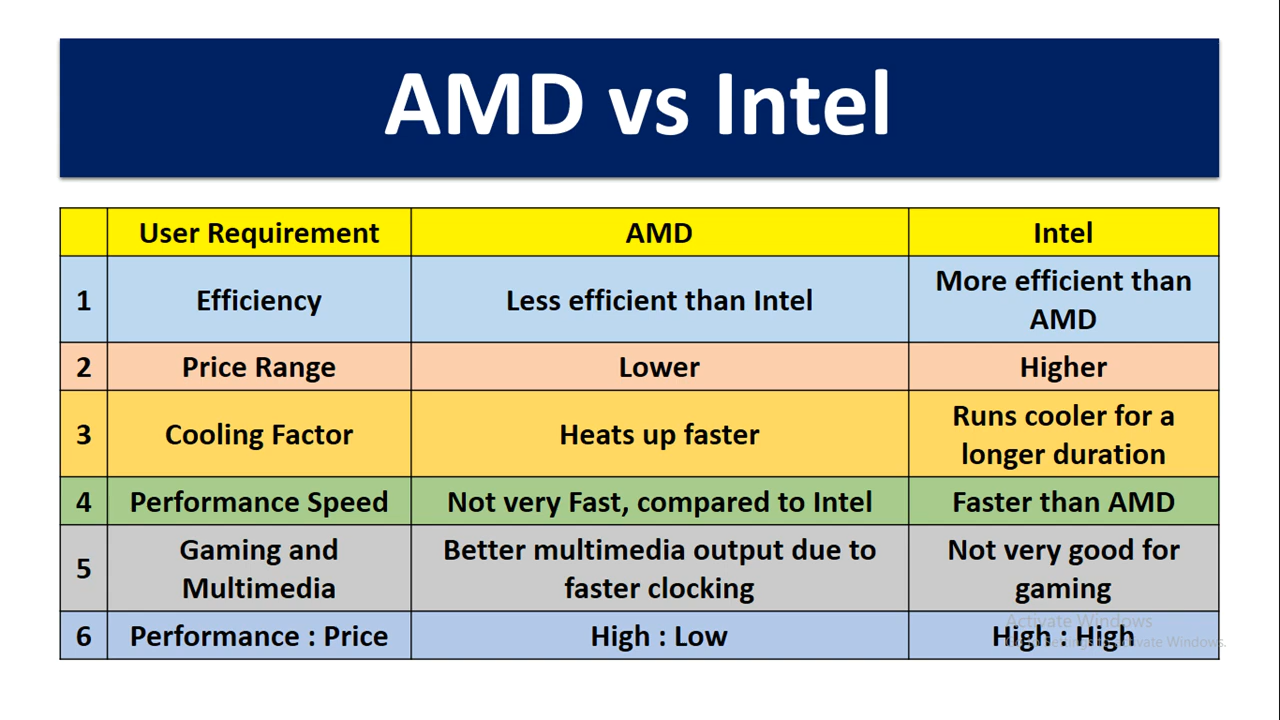 AMD vs Intel
User Requirement AMD Intel
1 Efficiency Less efficient than Intel More efficient than
AMD
2 Price Range Lower Higher
3 Cooling Factor Heats up faster Runs cooler for a
longer duration
4 Performance Speed Not very Fast, compared to Intel Faster than AMD
5 Gaming and
Multimedia Better multimedia output due to
faster clocking Not very good for
gaming
Activate Windows
6 Performance : Price High : Low High : High